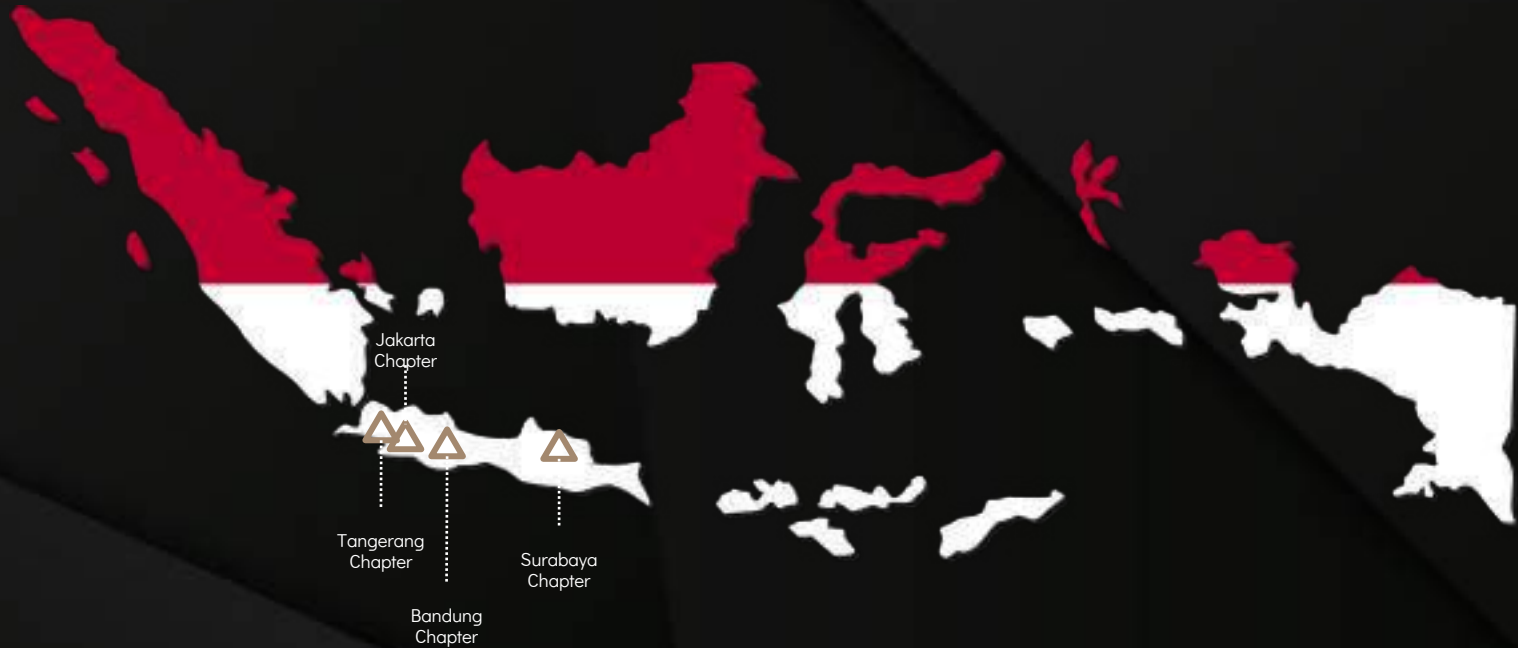 Jakarta
Chapter
Tangerang
Chapter
Surabaya
Chapter
Bandung
Chapter